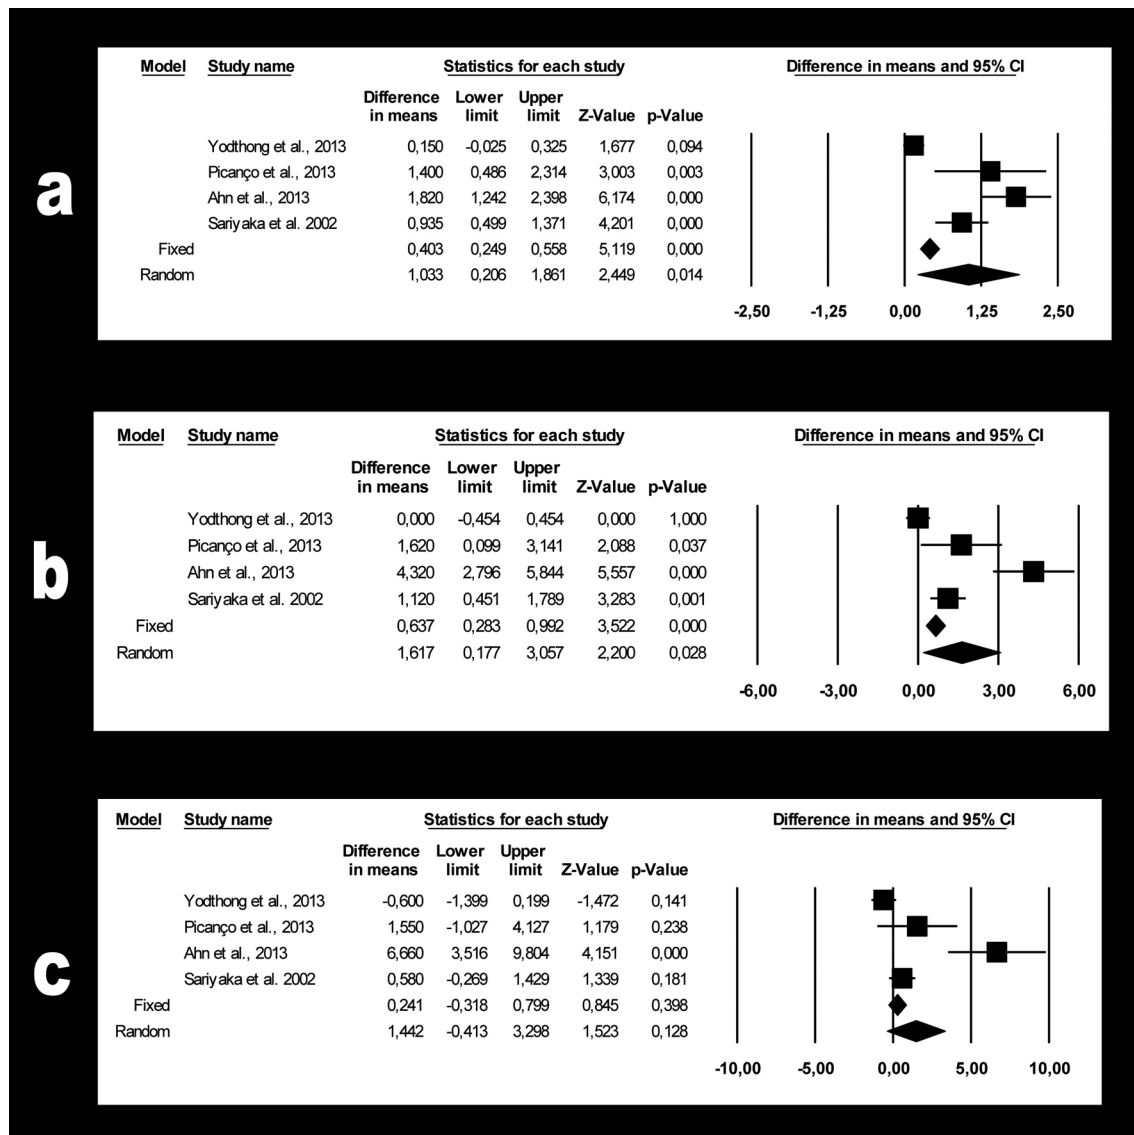 a
Model Study name Statistics for each study Difference in means and 95% CI
Difference in means Lower limit Upper limit Z-Value p-Value
Yodthong et al., 2013 0,150 -0,025 0,325 1,677 0,094
Picanço et al., 2013 1,400 0,486 2,314 3,003 0,003
Ahn et al., 2013 1,820 1,242 2,398 6,174 0,000
Sariyaka et al. 2002 0,935 0,499 1,371 4,201 0,000
Fixed 0,403 0,249 0,558 5,119 0,000
Random 1,033 0,206 1,861 2,449 0,014
-2,50 -1,25 0,00 1,25 2,50
b
Model Study name Statistics for each study Difference in means and 95% CI
Difference in means Lower limit Upper limit Z-Value p-Value
Yodthong et al., 2013 0,000 -0,454 0,454 0,000 1,000
Picanço et al., 2013 1,620 0,099 3,141 2,088 0,037
Ahn et al., 2013 4,320 2,796 5,844 5,557 0,000
Sariyaka et al. 2002 1,120 0,451 1,789 3,283 0,001
Fixed 0,637 0,283 0,992 3,522 0,000
Random 1,617 0,177 3,057 2,200 0,028
-6,00 -3,00 0,00 3,00 6,00
c
Model Study name Statistics for each study Difference in means and 95% CI
Difference in means Lower limit Upper limit Z-Value p-Value
Yodthong et al., 2013 -0,600 -1,399 0,199 -1,472 0,141
Picanço et al., 2013 1,550 -1,027 4,127 1,179 0,238
Ahn et al., 2013 6,660 3,516 9,804 4,151 0,000
Sariyaka et al. 2002 0,580 -0,269 1,429 1,339 0,181
Fixed 0,241 -0,318 0,799 0,845 0,398
Random 1,442 -0,413 3,298 1,523 0,128
-10,00 -5,00 0,00 5,00 10,00